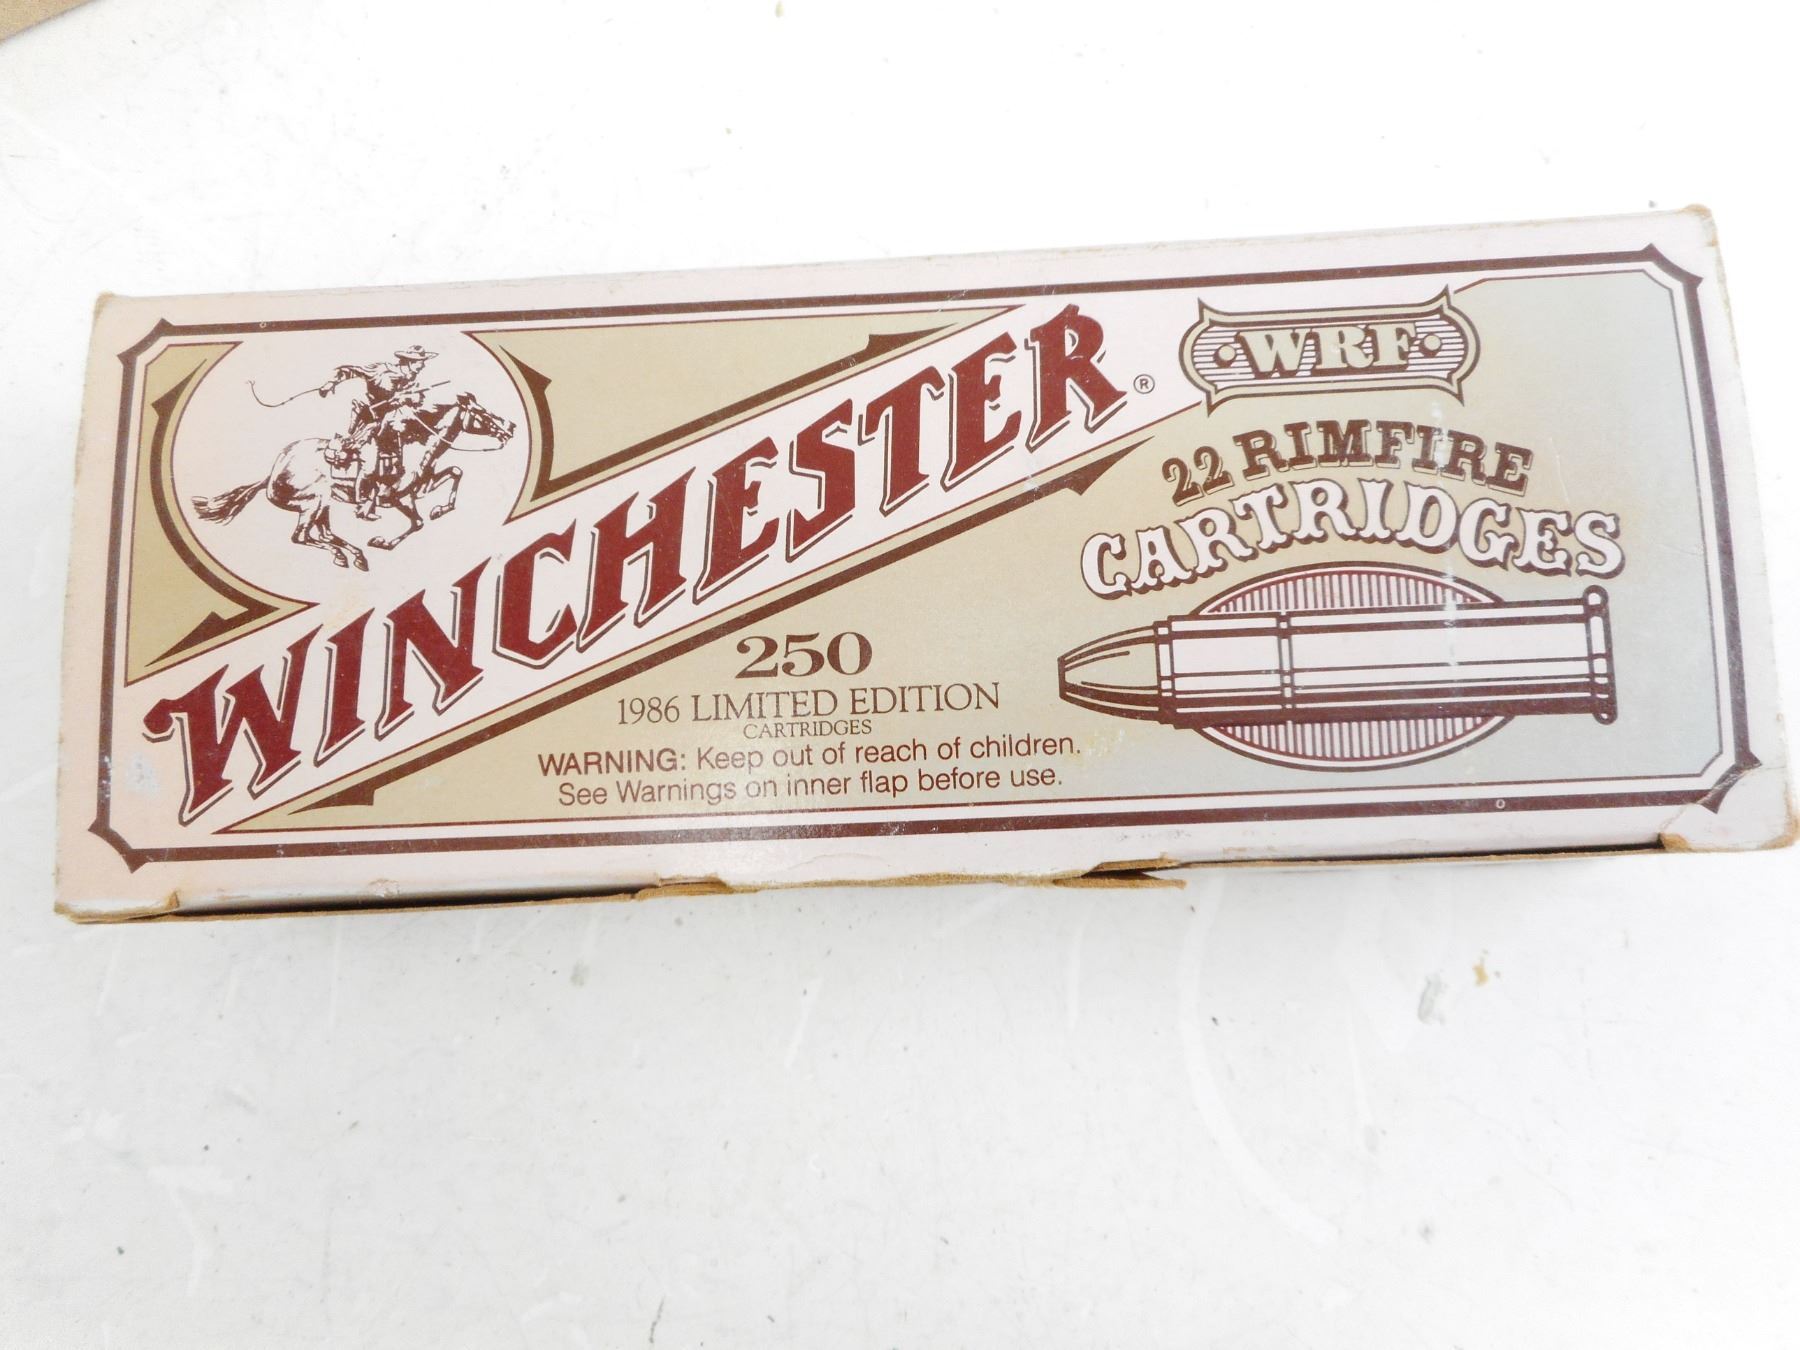 WINCHESTER®
WRF
22 RIMFIRE
CARTRIDGES
250
1986 LIMITED EDITION
CARTRIDGES
WARNING: Keep out of reach of children.
See Warnings on inner flap before use.